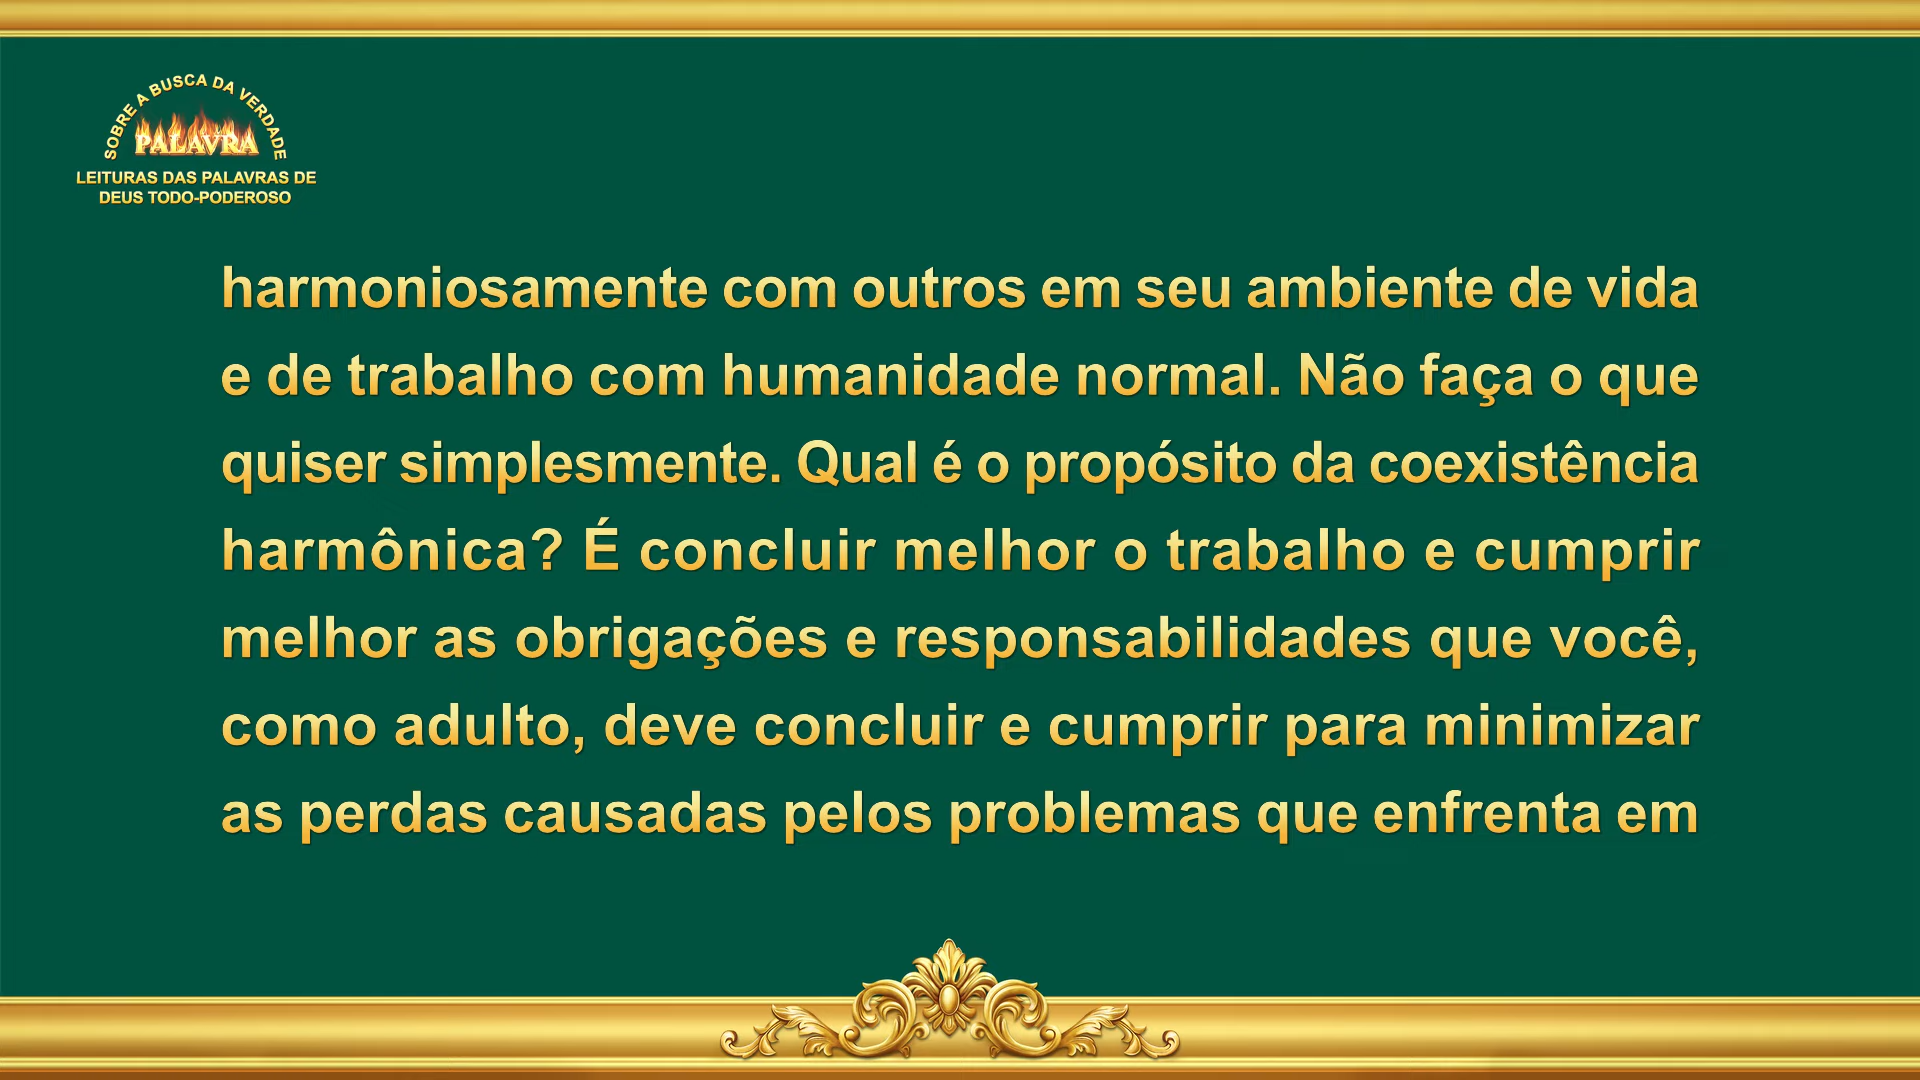 SOBRE A BUSCA DA VERDADE
PALAVRA
LEITURAS DAS PALAVRAS DE
DEUS TODO-PODEROSO
harmoniosamente com outros em seu ambiente de vida
e de trabalho com humanidade normal. Não faça o que
quiser simplesmente. Qual é o propósito da coexistência
harmônica? É concluir melhor o trabalho e cumprir
melhor as obrigações e responsabilidades que você,
como adulto, deve concluir e cumprir para minimizar
as perdas causadas pelos problemas que enfrenta em